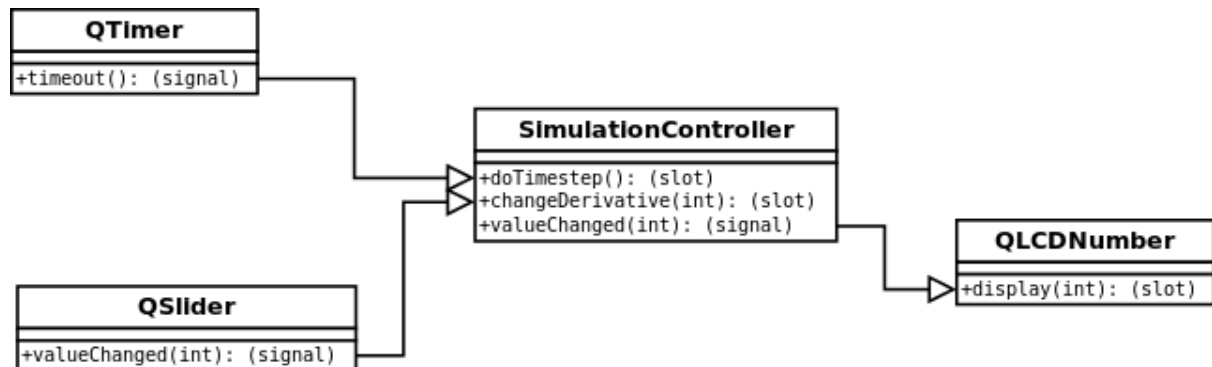 QTimer
+timeout(): (signal)
SimulationController
+doTimestep(): (slot)
+changeDerivative(int): (slot)
+valueChanged(int): (signal)
QLCDNumber
+display(int): (slot)
QSlider
+valueChanged(int): (signal)